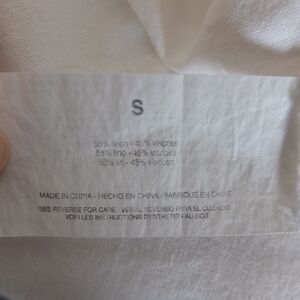 S
55% linen - 45% viscose
55% lino - 45% viscosa
55% lin - 45% viscose
MADE IN CHINA - HECHO EN CHINA - FABRIQUE EN CHINE
SEE REVERSE FOR CARE - VER AL REVERSO PARA EL CUIDADO
VOIR LES INSTRUCTIONS D'ENTRETIEN AU DOS